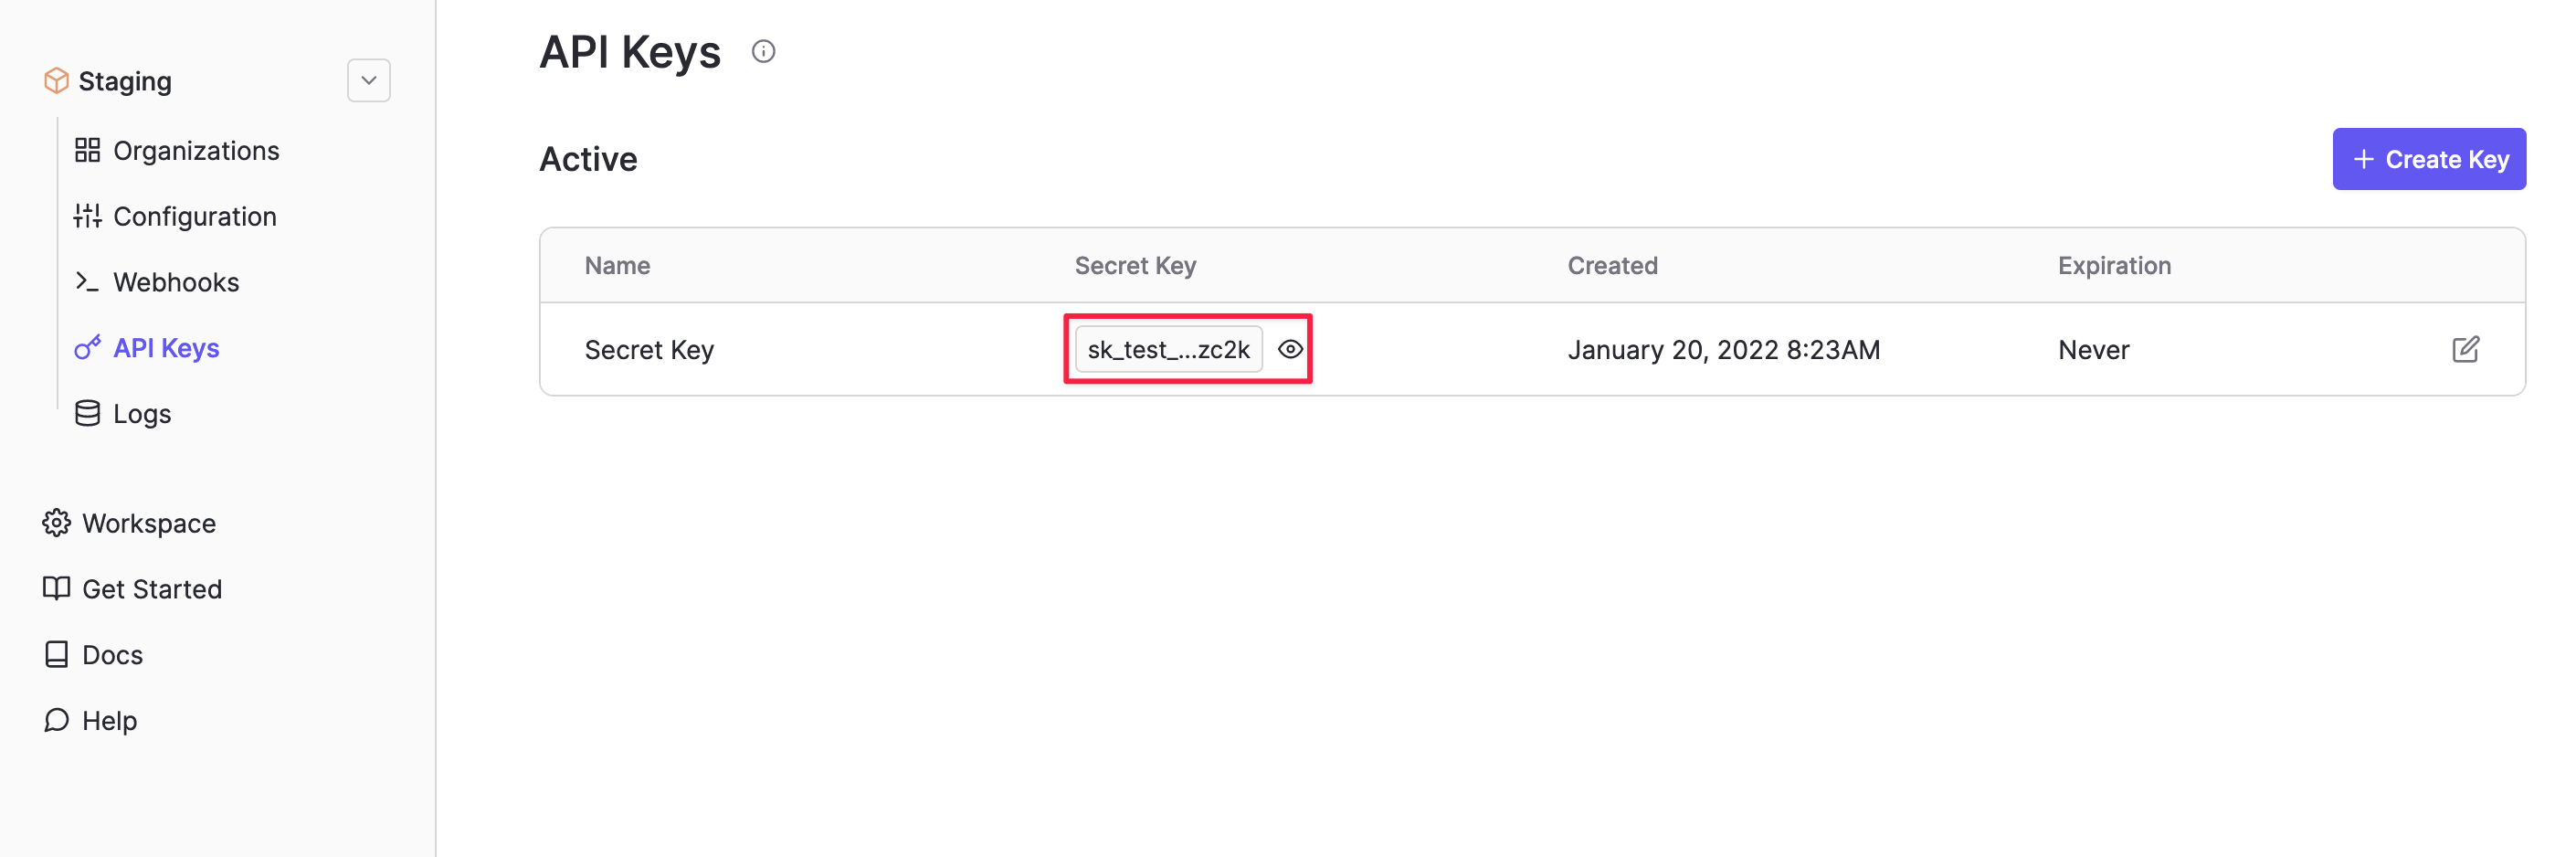 Staging
Organizations
Configuration
Webhooks
API Keys
Logs
Workspace
Get Started
Docs
Help
API Keys
Active
+ Create Key
Name Secret Key Created Expiration
Secret Key sk_test_...zc2k January 20, 2022 8:23AM Never